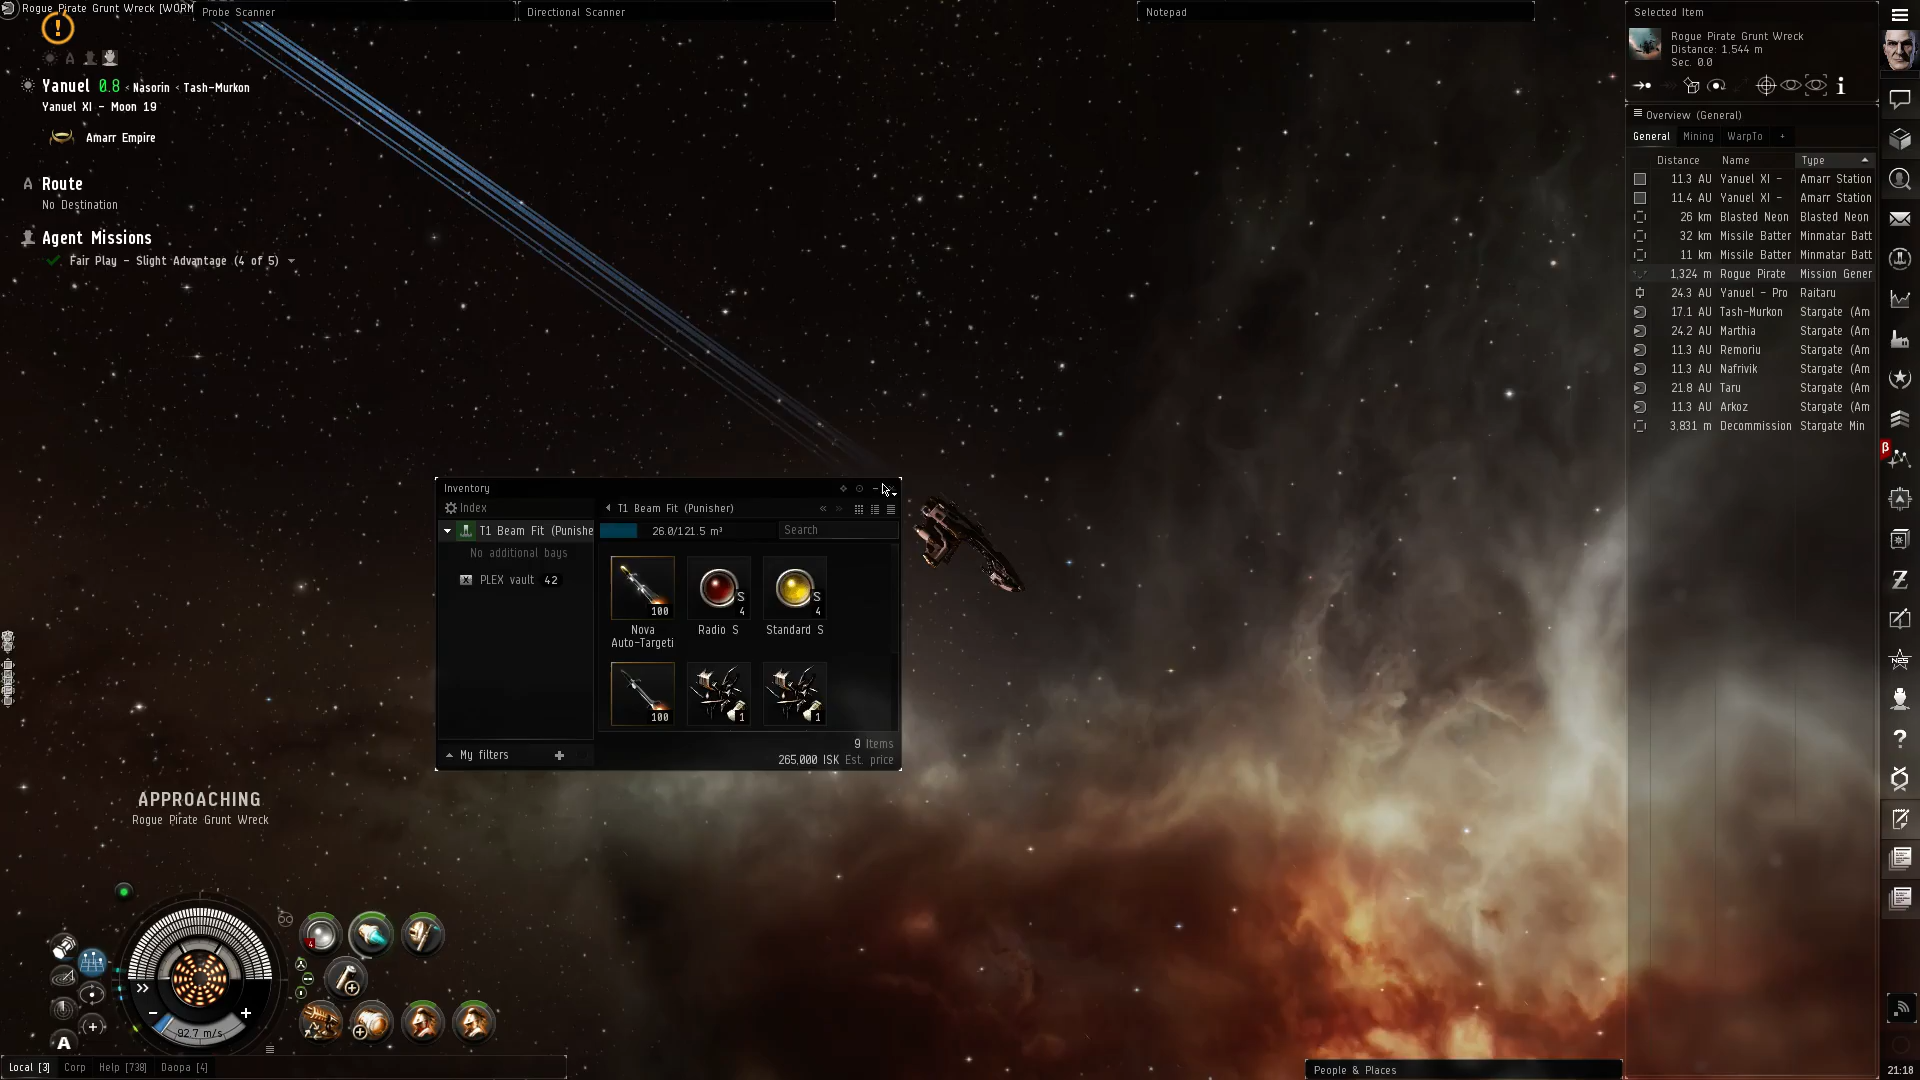 Rogue Pirate Grunt Wreck [WORM
Probe Scanner
Directional Scanner
Notepad
A
Yanuel 0.8 < Nasorin < Tash-Murkon
Yanuel XI - Moon 19
Amarr Empire
A Route
No Destination
Agent Missions
Fair Play - Slight Advantage (4 of 5)
Selected Item
Rogue Pirate Grunt Wreck
Distance: 1.544 m
Sec. 0.0
Overview (General)
General Mining WarpTo +
Distance Name Type
11.3 AU Yanuel XI - Amarr Station
11.4 AU Yanuel XI - Amarr Station
26 km Blasted Neon Blasted Neon
32 km Missile Batter Minmatar Batt
11 km Missile Batter Minmatar Batt
1,324 m Rogue Pirate Mission Gener
24.3 AU Yanuel - Pro Raitaru
17.1 AU Tash-Murkon Stargate (Am
24.2 AU Marthia Stargate (Am
11.3 AU Remoriu Stargate (Am
11.3 AU Nafrivik Stargate (Am
21.8 AU Taru Stargate (Am
11.3 AU Arkoz Stargate (Am
3,831 m Decommission Stargate Min
β
Inventory
Index
T1 Beam Fit (Punisher)
T1 Beam Fit (Punishe
26.0/121.5 m³
Search
No additional bays
PLEX vault 42
100
S
4
S
4
Nova
Auto-Targeti
Radio S
Standard S
100
1
1
9 Items
My filters
265,000 ISK Est. price
APPROACHING
Rogue Pirate Grunt Wreck
4
92.7 m/s
A
Local [3] Corp Help [738] Daopa [4]
People & Places
21:18